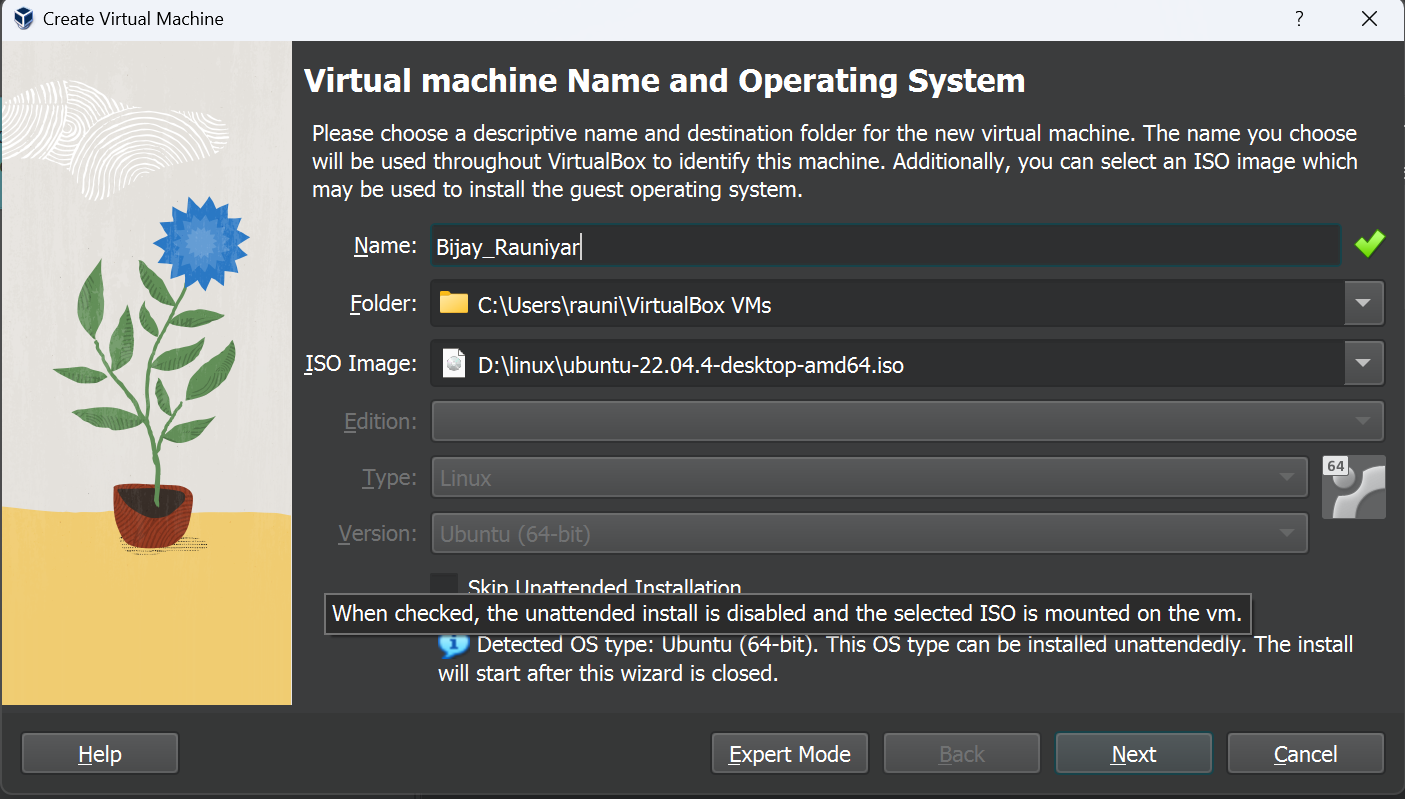 Create Virtual Machine
?
Virtual machine Name and Operating System
Please choose a descriptive name and destination folder for the new virtual machine. The name you choose
will be used throughout VirtualBox to identify this machine. Additionally, you can select an ISO image which
may be used to install the guest operating system.
Name: Bijay_Rauniyar
Folder: C:\Users\rauni\VirtualBox VMs
ISO Image: D:\linux\ubuntu-22.04.4-desktop-amd64.iso
Edition:
Type: Linux
64
Version: Ubuntu (64-bit)
Skip Unattended Installation
When checked, the unattended install is disabled and the selected ISO is mounted on the vm.
Detected OS type: Ubuntu (64-bit). This OS type can be installed unattendedly. The install
will start after this wizard is closed.
Help Expert Mode Back Next Cancel